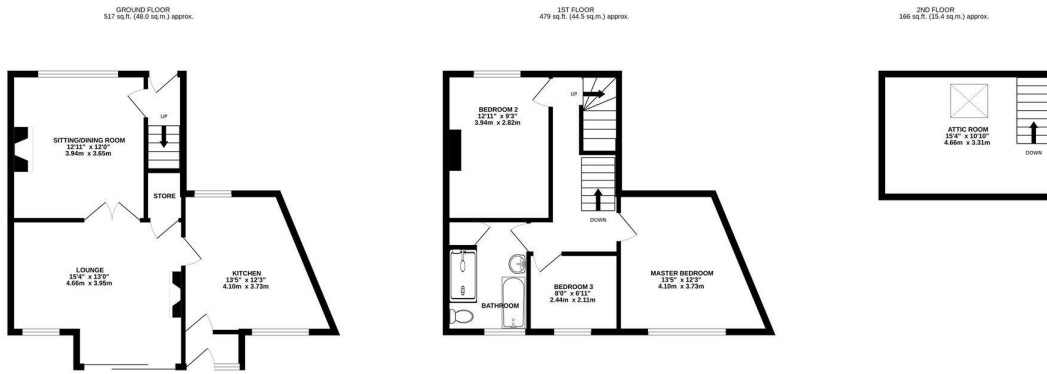 GROUND FLOOR
517 sq.ft. (48.0 sq.m.) approx.
1ST FLOOR
479 sq.ft. (44.5 sq.m.) approx.
2ND FLOOR
166 sq.ft. (15.4 sq.m.) approx.
UP
SITTING/DINING ROOM
12'11" x 12'0"
3.94m x 3.65m
STORE
LOUNGE
15'4" x 13'0"
4.66m x 3.95m
KITCHEN
13'5" x 12'3"
4.10m x 3.73m
BEDROOM 2
12'11" x 9'3"
3.94m x 2.82m
UP
DOWN
MASTER BEDROOM
13'5" x 12'3"
4.10m x 3.73m
BEDROOM 3
8'0" x 6'11"
2.44m x 2.11m
BATHROOM
ATTIC ROOM
15'4" x 10'10"
4.66m x 3.31m
DOWN